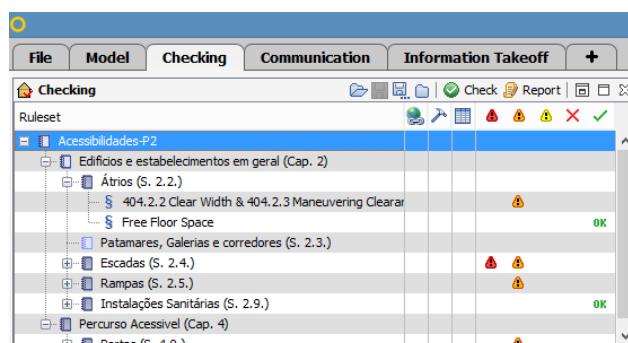 File Model Checking Communication Information Takeoff +
Checking Check Report
Ruleset
Acessibilidades-P2
Edificios e estabelecimentos em geral (Cap. 2)
Átrios (S. 2.2.)
§ 404.2.2 Clear Width & 404.2.3 Maneuvering Clearar
§ Free Floor Space OK
Patamares, Galerias e corredores (S. 2.3.)
Escadas (S. 2.4.)
Rampas (S. 2.5.)
Instalações Sanitárias (S. 2.9.) OK
Percurso Acessivel (Cap. 4)